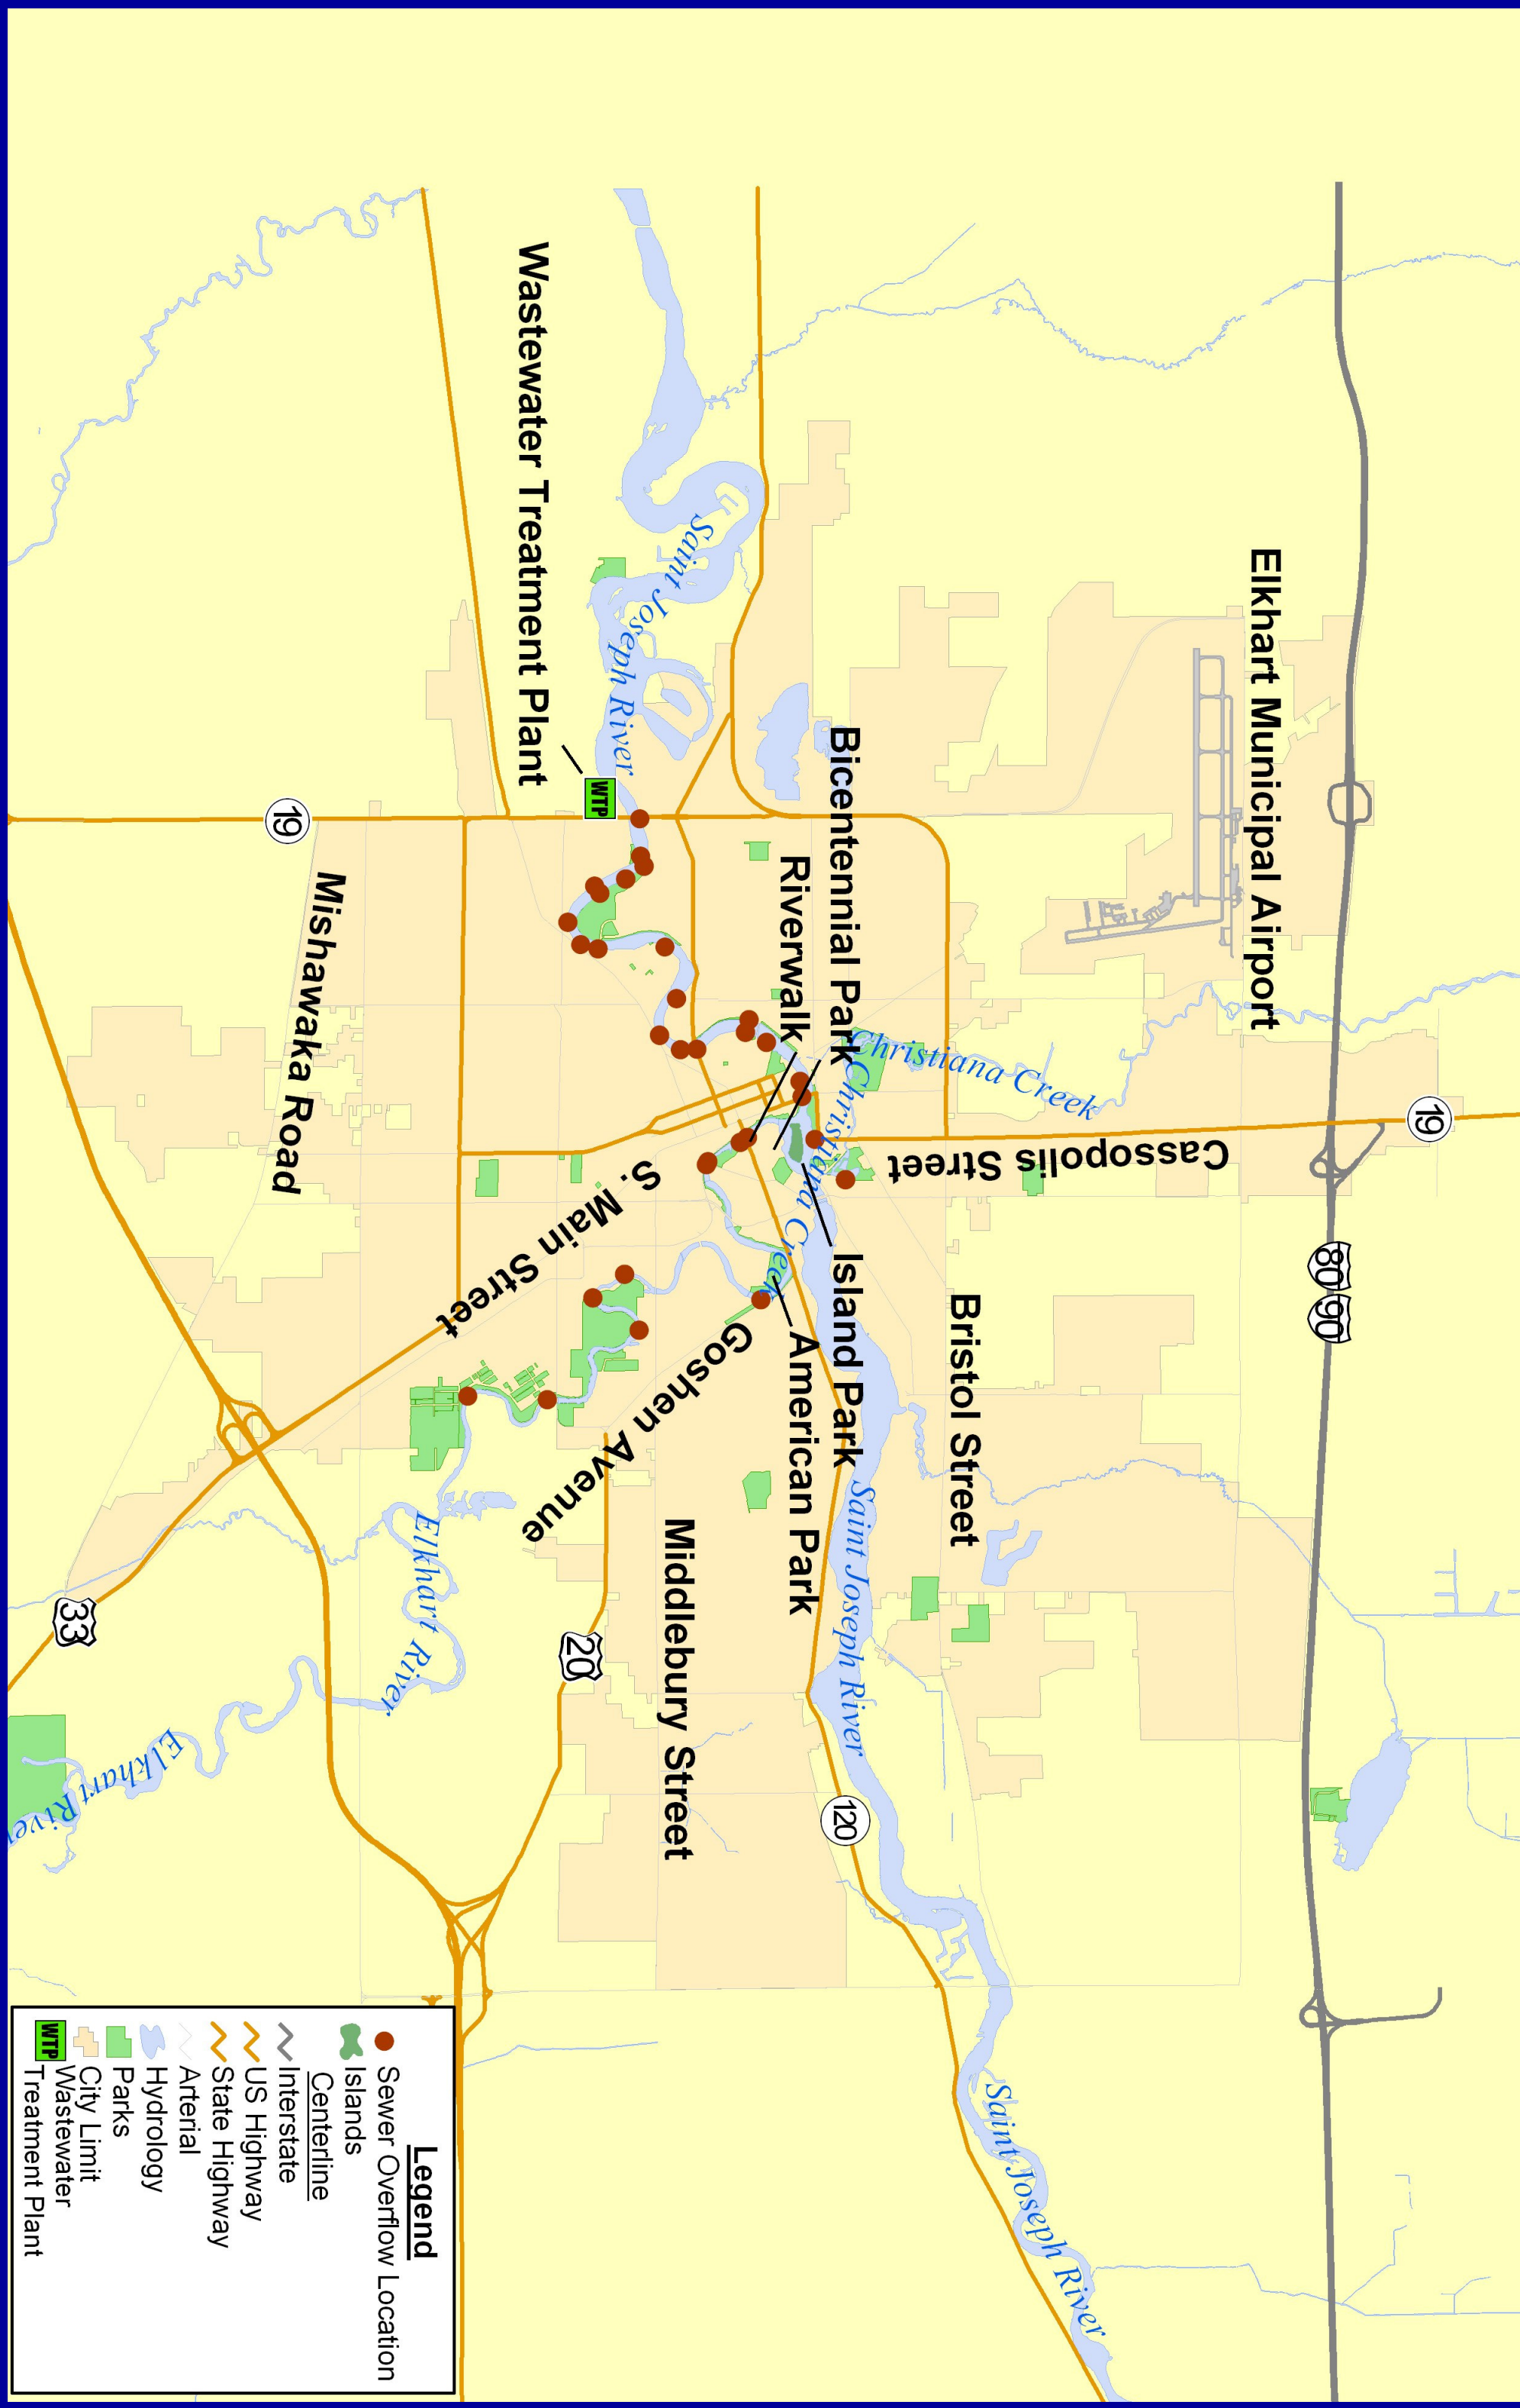 Elkhart Municipal Airport
19
80
90
Cassopolis Street
Christiana Creek
Bristol Street
Bicentennial Park
Riverwalk
Christiana Creek
Island Park
American Park
Saint Joseph River
120
Saint Joseph River
Saint Joseph River
Wastewater Treatment Plant
WTP
Middlebury Street
Goshen Avenue
S. Main Street
20
Elkhart River
19
Mishawaka Road
33
Elkhart River
Legend
Sewer Overflow Location
Islands
Centerline
Interstate
US Highway
State Highway
Arterial
Hydrology
Parks
City Limit
WTP Wastewater
Treatment Plant